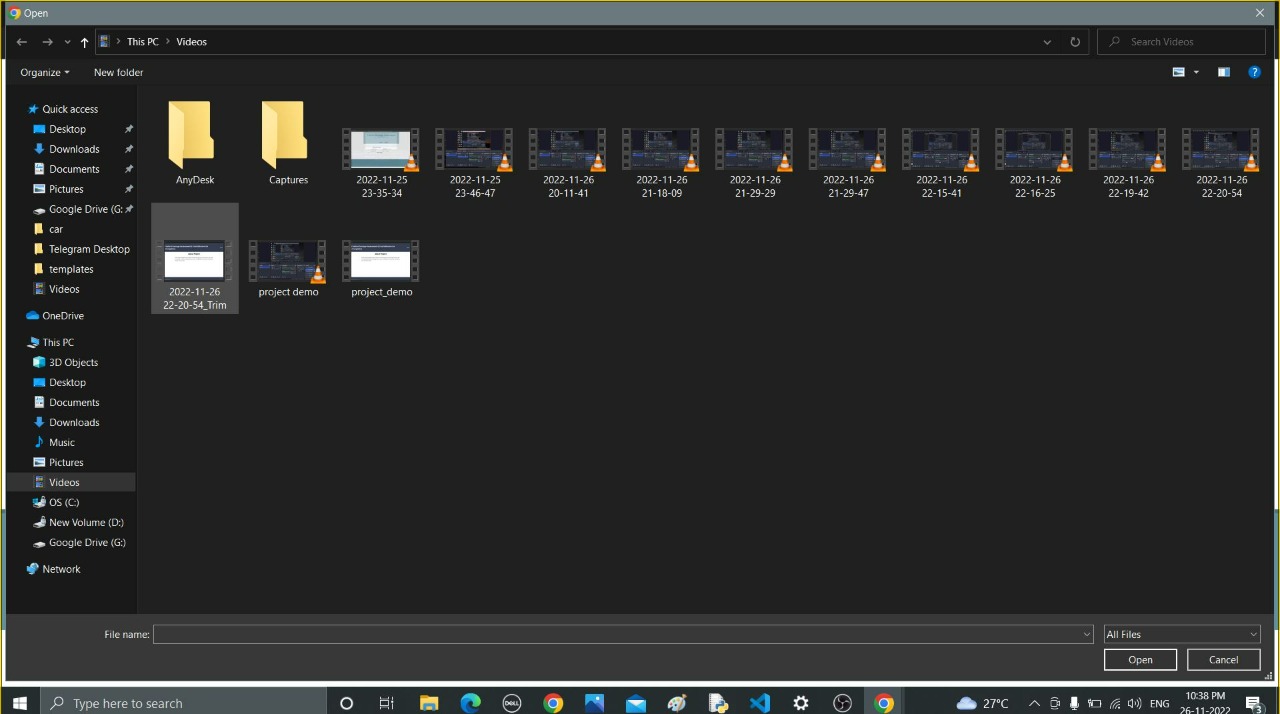 Open
This PC
Videos
Search Videos
Organize
New folder
Quick access
Desktop
Downloads
Documents
Pictures
Google Drive (G:
car
Telegram Desktop
templates
Videos
OneDrive
This PC
3D Objects
Desktop
Documents
Downloads
Music
Pictures
Videos
OS (C:)
New Volume (D:)
Google Drive (G:)
Network
AnyDesk
Captures
2022-11-25
23-35-34
2022-11-25
23-46-47
2022-11-26
20-11-41
2022-11-26
21-18-09
2022-11-26
21-29-29
2022-11-26
21-29-47
2022-11-26
22-15-41
2022-11-26
22-16-25
2022-11-26
22-19-42
2022-11-26
22-20-54
2022-11-26
22-20-54_Trim
project demo
project_demo
File name:
All Files
Open
Cancel
Type here to search
DELL
27°C
ENG
10:38 PM
26-11-2022
3